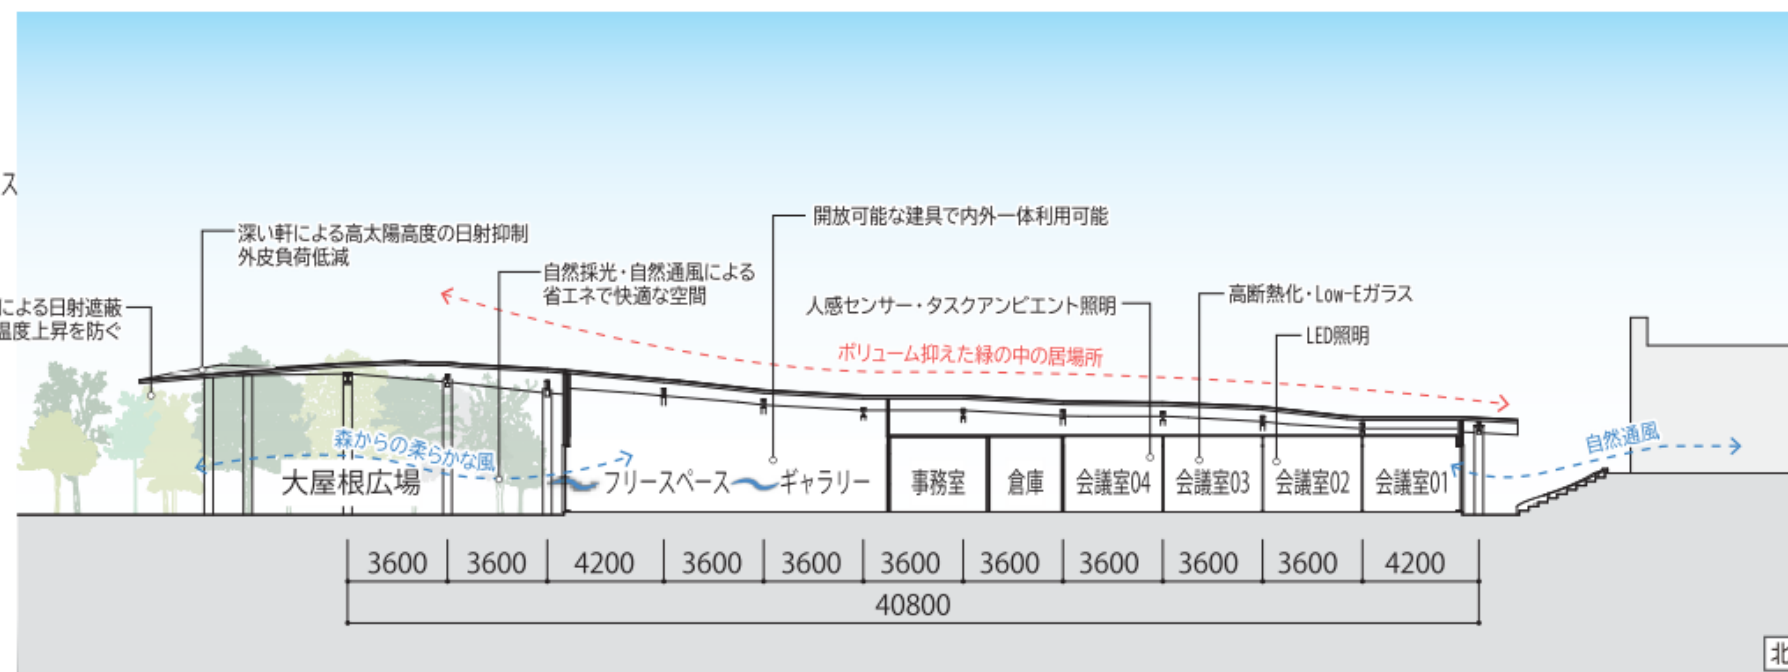 ス
開放可能な建具で内外一体利用可能
深い軒による高太陽高度の日射抑制
外皮負荷低減
自然採光・自然通風による
省エネで快適な空間
による日射遮蔽
温度上昇を防ぐ
人感センサー・タスクアンビエント照明
高断熱化・Low-Eガラス
LED照明
ボリューム抑えた緑の中の居場所
森からの柔らかな風
自然通風
大屋根広場
フリースペース
ギャラリー
事務室
倉庫
会議室04
会議室03
会議室02
会議室01
3600 3600 4200 3600 3600 3600 3600 3600 3600 3600 4200
40800
北